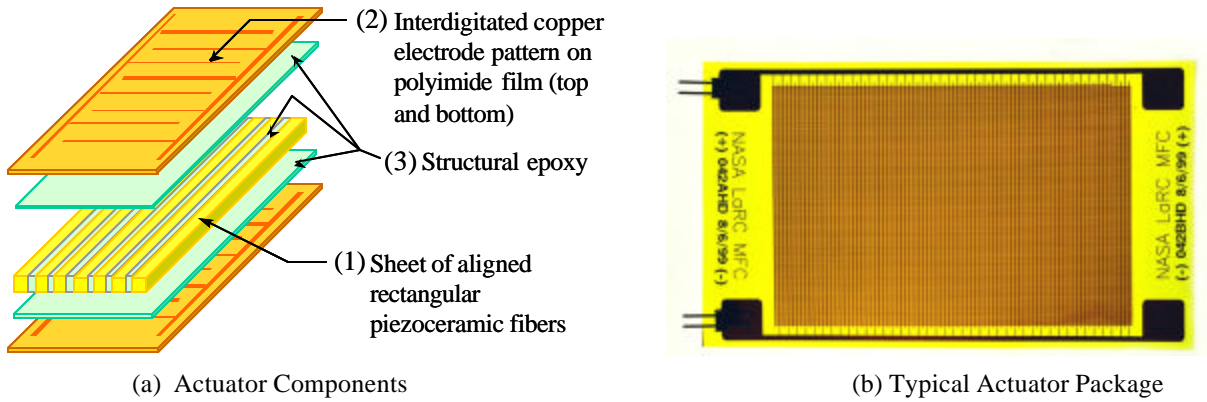 (2) Interdigitated copper
electrode pattern on
polyimide film (top
and bottom)
(3) Structural epoxy
(1) Sheet of aligned
rectangular
piezoceramic fibers
(a) Actuator Components
NASA LaRC MFC
(+) 042AHD 8/6/99 (-)
NASA LaRC MFC
(-) 042BHD 8/6/99 (+)
(b) Typical Actuator Package